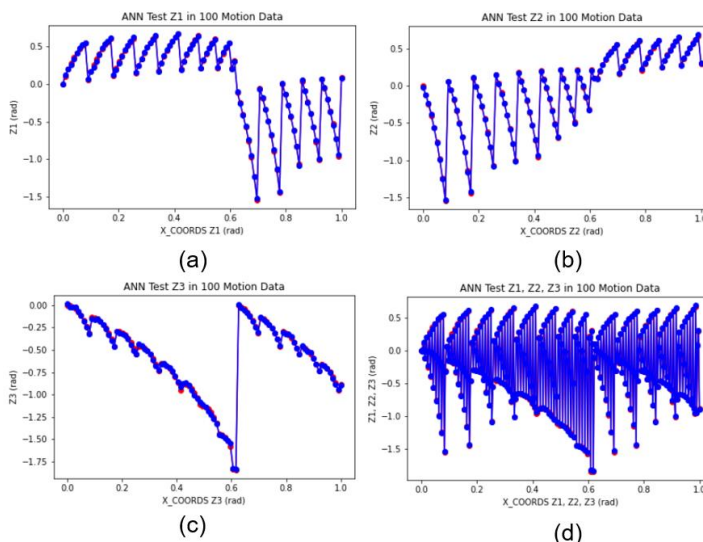 ANN Test Z1 in 100 Motion Data
Z1 (rad)
0.5
0.0
-0.5
-1.0
-1.5
0.0 0.2 0.4 0.6 0.8 1.0
X_COORDS Z1 (rad)
(a)
ANN Test Z2 in 100 Motion Data
Z2 (rad)
0.5
0.0
-0.5
-1.0
-1.5
0.0 0.2 0.4 0.6 0.8 1.0
X_COORDS Z2 (rad)
(b)
ANN Test Z3 in 100 Motion Data
Z3 (rad)
0.00
-0.25
-0.50
-0.75
-1.00
-1.25
-1.50
-1.75
0.0 0.2 0.4 0.6 0.8 1.0
X_COORDS Z3 (rad)
(c)
ANN Test Z1, Z2, Z3 in 100 Motion Data
Z1, Z2, Z3 (rad)
0.5
0.0
-0.5
-1.0
-1.5
0.0 0.2 0.4 0.6 0.8 1.0
X_COORDS Z1, Z2, Z3 (rad)
(d)